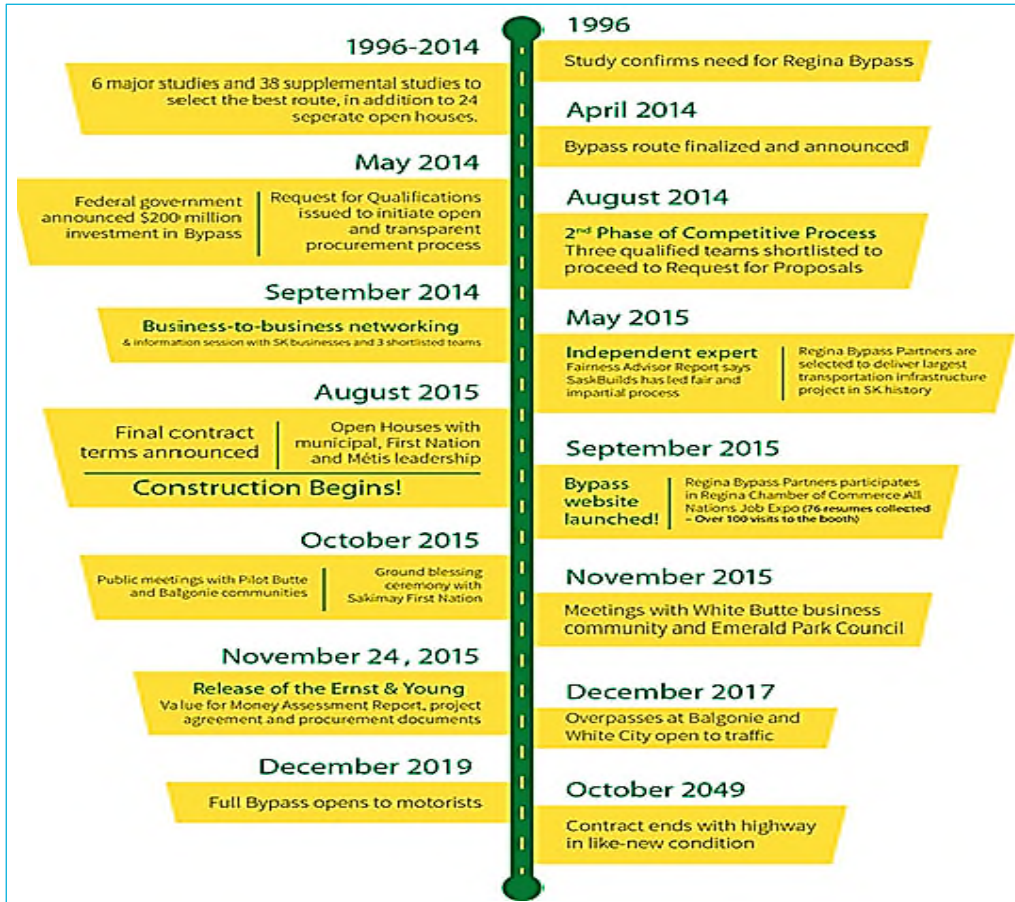 1996
Study confirms need for Regina Bypass
1996-2014
6 major studies and 38 supplemental studies to
select the best route, in addition to 24
seperate open houses.
April 2014
Bypass route finalized and announced
May 2014
Federal government
announced $200 million
investment in Bypass
Request for Qualifications
issued to initiate open
and transparent
procurement process
August 2014
2nd Phase of Competitive Process
Three qualified teams shortlisted to
proceed to Request for Proposals
September 2014
Business-to-business networking
& information session with SK businesses and 3 shortlisted teams
May 2015
Independent expert
Fairness Advisor Report says
SaskBuilds has led fair and
impartial process
Regina Bypass Partners are
selected to deliver largest
transportation infrastructure
project in SK history
August 2015
Final contract
terms announced
Open Houses with
municipal, First Nation
and Métis leadership
Construction Begins!
September 2015
Bypass
website
launched!
Regina Bypass Partners participates
in Regina Chamber of Commerce All
Nations Job Expo (76 resumes collected
– Over 100 visits to the booth)
October 2015
Public meetings with Pilot Butte
and Balgonie communities
Ground blessing
ceremony with
Sakimay First Nation
November 2015
Meetings with White Butte business
community and Emerald Park Council
November 24, 2015
Release of the Ernst & Young
Value for Money Assessment Report, project
agreement and procurement documents
December 2017
Overpasses at Balgonie and
White City open to traffic
December 2019
Full Bypass opens to motorists
October 2049
Contract ends with highway
in like-new condition